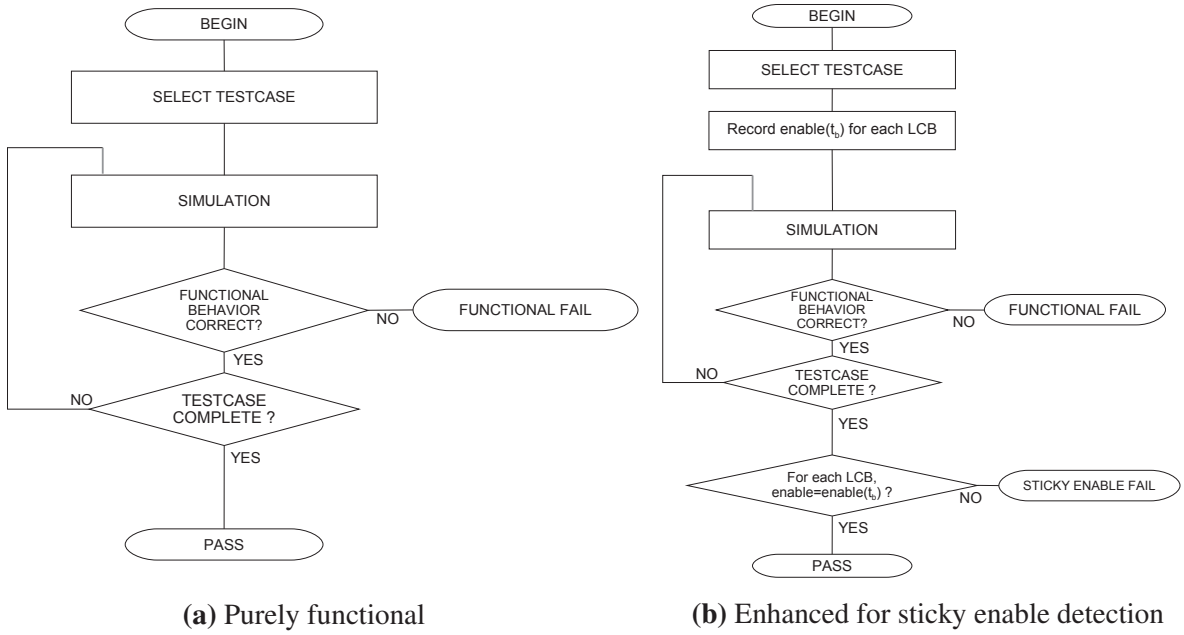 BEGIN
SELECT TESTCASE
SIMULATION
FUNCTIONAL
BEHAVIOR
CORRECT?
NO
FUNCTIONAL FAIL
YES
NO
TESTCASE
COMPLETE ?
YES
PASS
(a) Purely functional
BEGIN
SELECT TESTCASE
Record enable(t_b) for each LCB
SIMULATION
FUNCTIONAL
BEHAVIOR
CORRECT?
NO
FUNCTIONAL FAIL
YES
NO
TESTCASE
COMPLETE ?
YES
For each LCB,
enable=enable(t_b) ?
NO
STICKY ENABLE FAIL
YES
PASS
(b) Enhanced for sticky enable detection